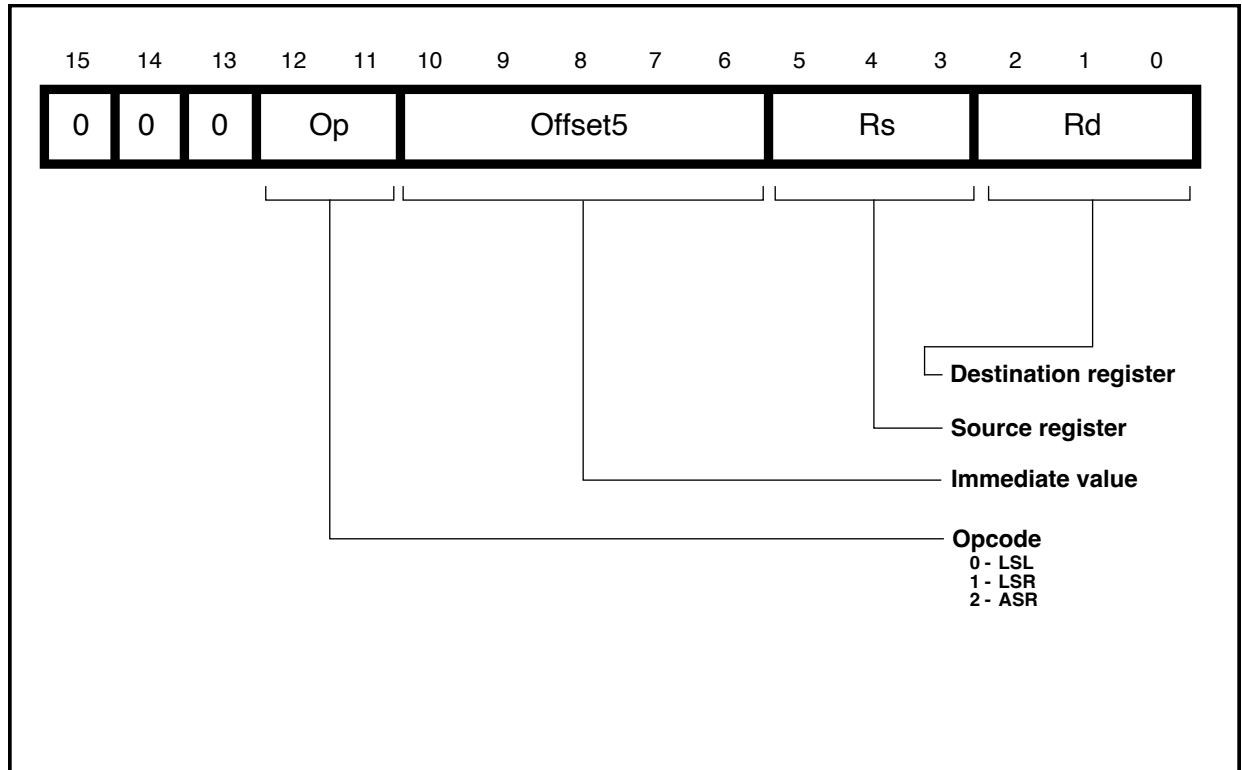 15 14 13 12 11 10 9 8 7 6 5 4 3 2 1 0
0 0 0 Op Offset5 Rs Rd
Destination register
Source register
Immediate value
Opcode
0 - LSL
1 - LSR
2 - ASR